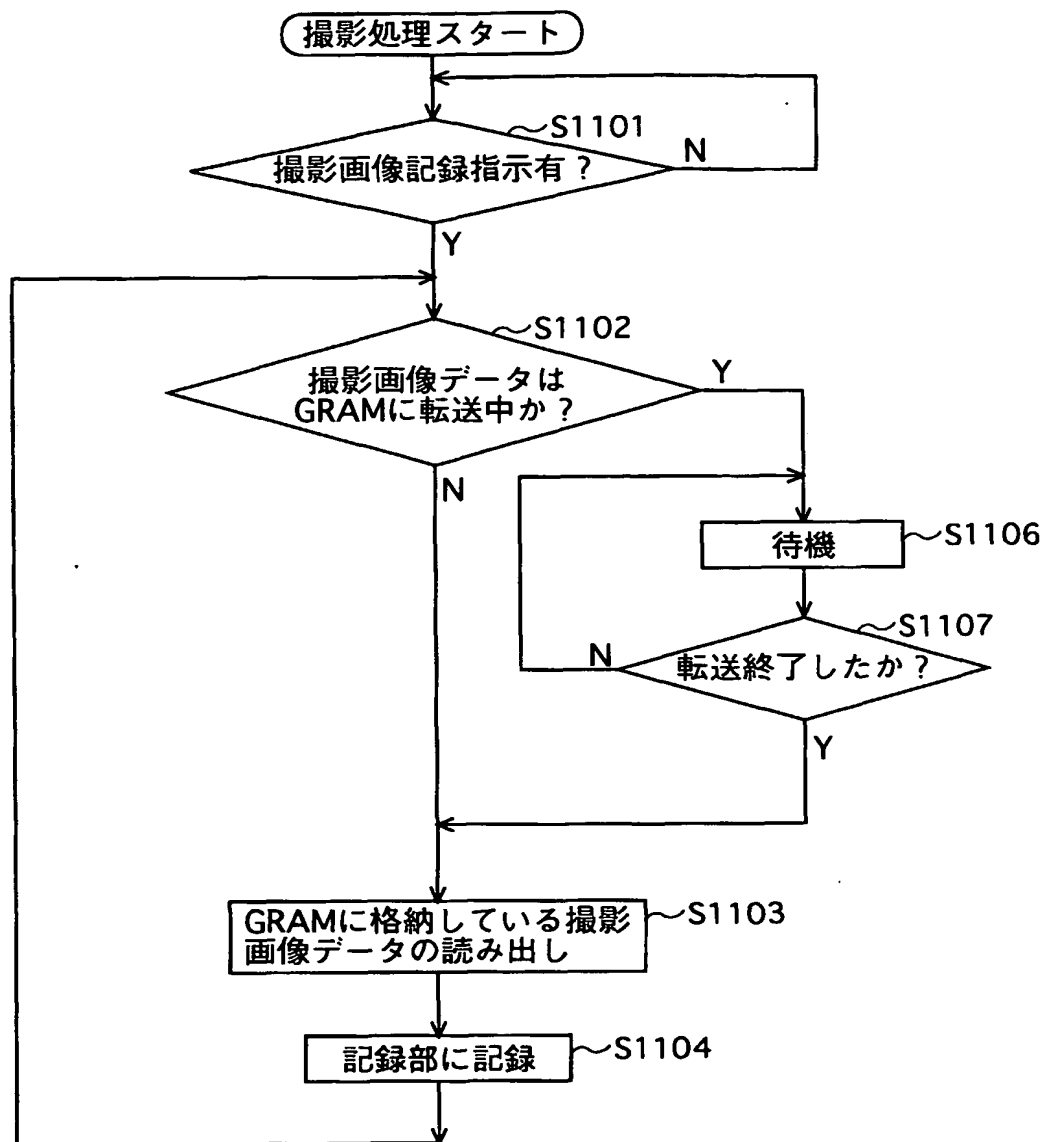 撮影処理スタート
S1101
撮影画像記録指示有？
N
Y
S1102
撮影画像データは
GRAMに転送中か？
Y
N
待機
S1106
S1107
転送終了したか？
N
Y
GRAMに格納している撮影
画像データの読み出し
S1103
記録部に記録
S1104